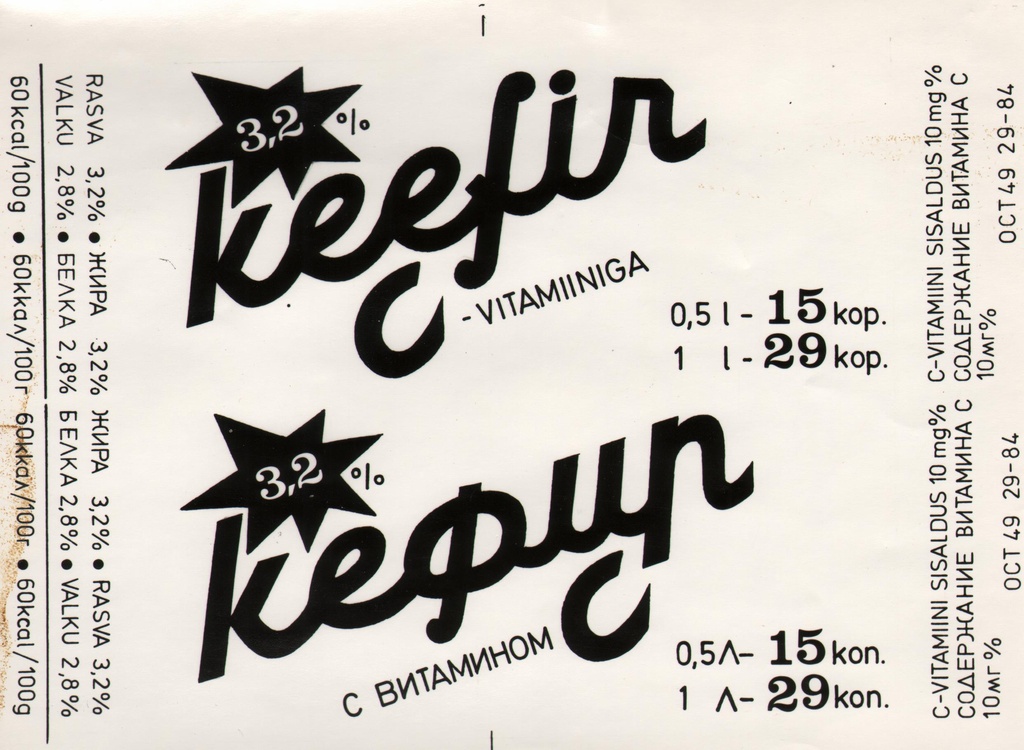 3,2 %
keefir
C
-VITAMIINIGA
0,5 l - 15 kop.
1 l - 29 kop.
3,2 %
кефир
С ВИТАМИНОМ С
0,5 Л- 15 коп.
1 Л- 29 коп.
RASVA 3,2% • ЖИРА 3,2%
VALKU 2,8% • БЕЛКА 2,8%
60kcal/100g • 60ккал/100г
ЖИРА 3,2% • RASVA 3,2%
БЕЛКА 2,8% • VALKU 2,8%
60ккал/100г • 60kcal/100g
C-VITAMIINI SISALDUS 10 mg%
СОДЕРЖАНИЕ ВИТАМИНА С
10мг%
ОСТ49 29-84
C-VITAMIINI SISALDUS 10 mg%
СОДЕРЖАНИЕ ВИТАМИНА С
10мг%
ОСТ 49 29-84